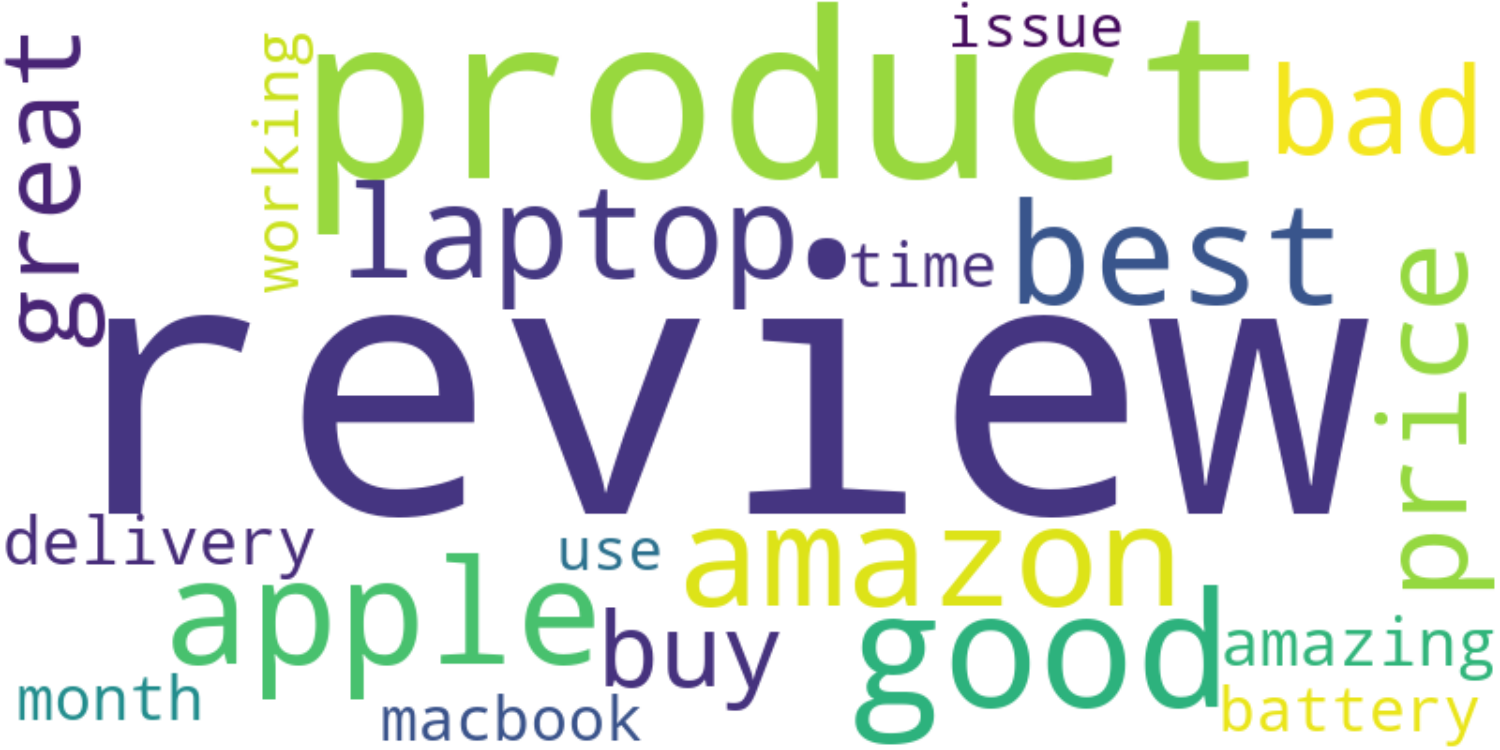 issue
product
great
working
bad
laptop
time
best
review
price
delivery
use
amazon
apple
buy
good
amazing
month
macbook
battery